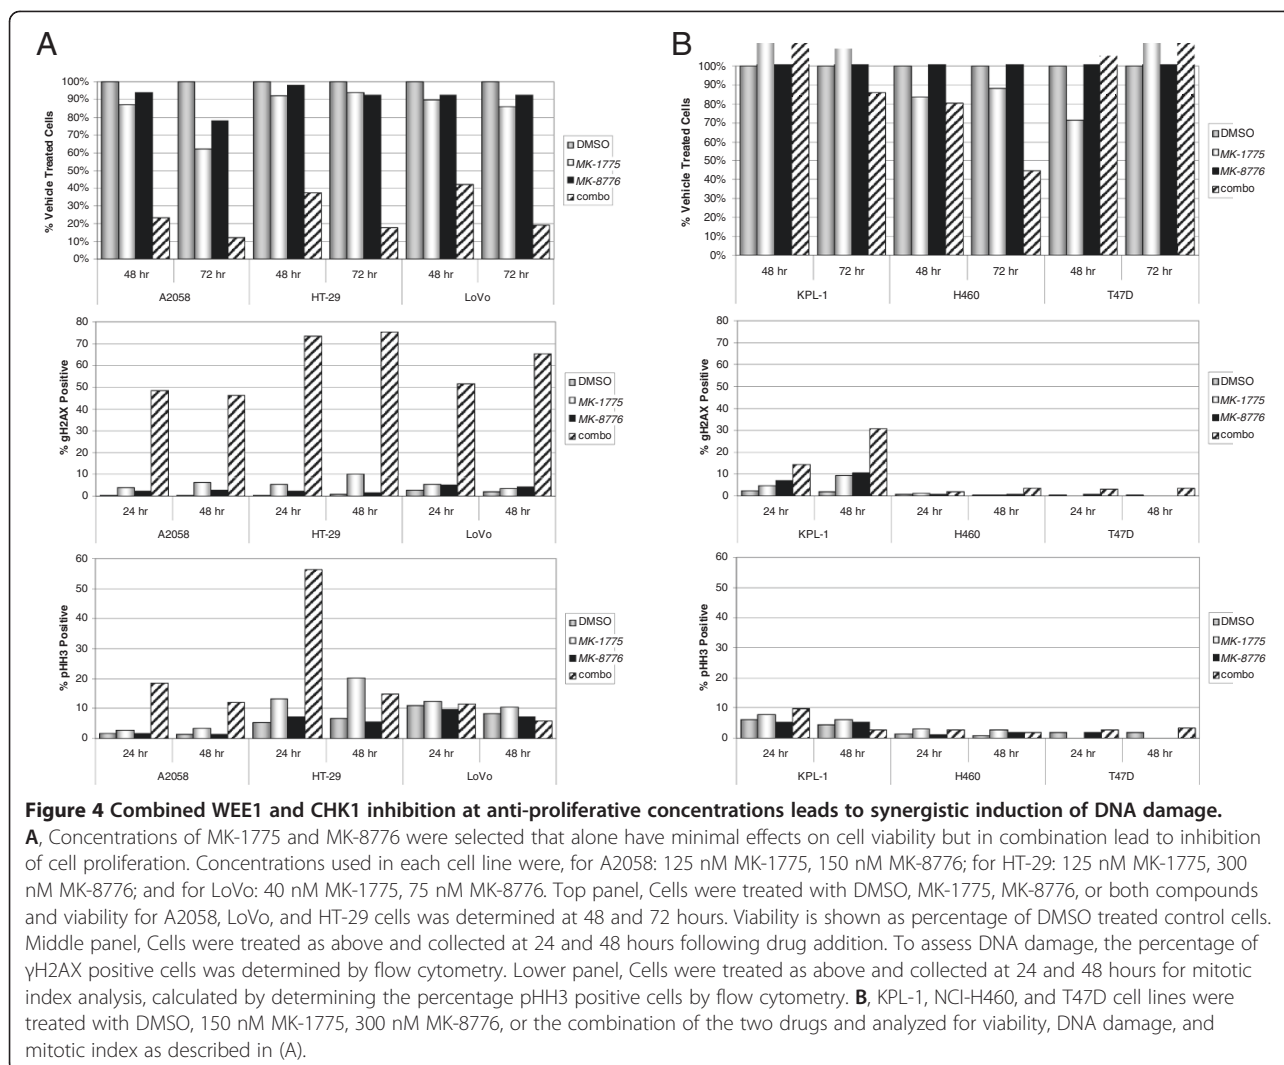 A
100%
90%
80%
70%
60%
50%
40%
30%
20%
10%
0%
% Vehicle Treated Cells
48 hr 72 hr 48 hr 72 hr 48 hr 72 hr
A2058 HT-29 LoVo
DMSO
MK-1775
MK-8776
combo
80
70
60
50
40
30
20
10
0
% gH2AX Positive
24 hr 48 hr 24 hr 48 hr 24 hr 48 hr
A2058 HT-29 LoVo
DMSO
MK-1775
MK-8776
combo
60
50
40
30
20
10
0
% pHH3 Positive
24 hr 48 hr 24 hr 48 hr 24 hr 48 hr
A2058 HT-29 LoVo
DMSO
MK-1775
MK-8776
combo
B
100%
90%
80%
70%
60%
50%
40%
30%
20%
10%
0%
% Vehicle Treated Cells
48 hr 72 hr 48 hr 72 hr 48 hr 72 hr
KPL-1 H460 T47D
DMSO
MK-1775
MK-8776
combo
80
70
60
50
40
30
20
10
0
% gH2AX Positive
24 hr 48 hr 24 hr 48 hr 24 hr 48 hr
KPL-1 H460 T47D
DMSO
MK-1775
MK-8776
combo
60
50
40
30
20
10
0
% pHH3 Positive
24 hr 48 hr 24 hr 48 hr 24 hr 48 hr
KPL-1 H460 T47D
DMSO
MK-1775
MK-8776
combo
Figure 4 Combined WEE1 and CHK1 inhibition at anti-proliferative concentrations leads to synergistic induction of DNA damage.
A, Concentrations of MK-1775 and MK-8776 were selected that alone have minimal effects on cell viability but in combination lead to inhibition
of cell proliferation. Concentrations used in each cell line were, for A2058: 125 nM MK-1775, 150 nM MK-8776; for HT-29: 125 nM MK-1775, 300
nM MK-8776; and for LoVo: 40 nM MK-1775, 75 nM MK-8776. Top panel, Cells were treated with DMSO, MK-1775, MK-8776, or both compounds
and viability for A2058, LoVo, and HT-29 cells was determined at 48 and 72 hours. Viability is shown as percentage of DMSO treated control cells.
Middle panel, Cells were treated as above and collected at 24 and 48 hours following drug addition. To assess DNA damage, the percentage of
γH2AX positive cells was determined by flow cytometry. Lower panel, Cells were treated as above and collected at 24 and 48 hours for mitotic
index analysis, calculated by determining the percentage pHH3 positive cells by flow cytometry. B, KPL-1, NCI-H460, and T47D cell lines were
treated with DMSO, 150 nM MK-1775, 300 nM MK-8776, or the combination of the two drugs and analyzed for viability, DNA damage, and
mitotic index as described in (A).